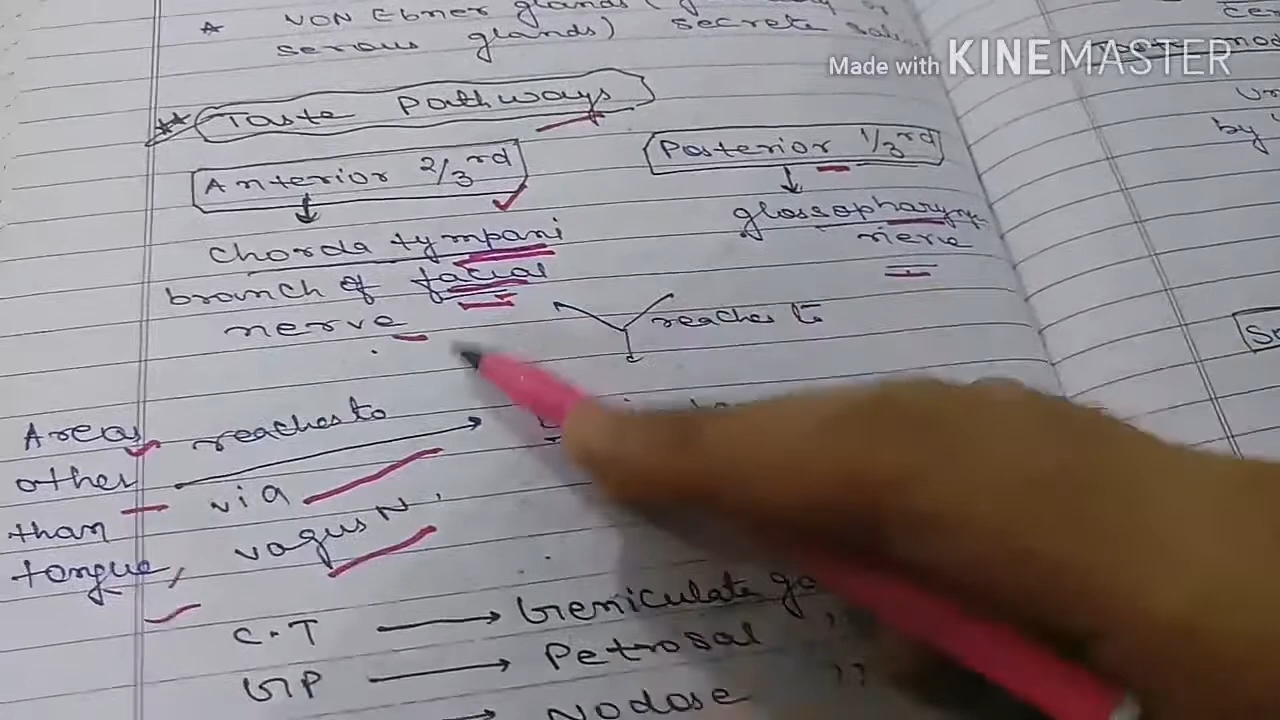 * VON Ebner glands (
serous glands) secrete
Made with KINEMASTER
** Taste Pathways
Anterior 2/3rd
Posterior 1/3rd
chorda tympani
branch of facial
nerve
glossopharyn
nerve
reaches to
Areas
other
than
tongue,
reaches to
via
vagus N.
C.T → Geniculate
GP → Petrosal ,,
→ Nodose
by